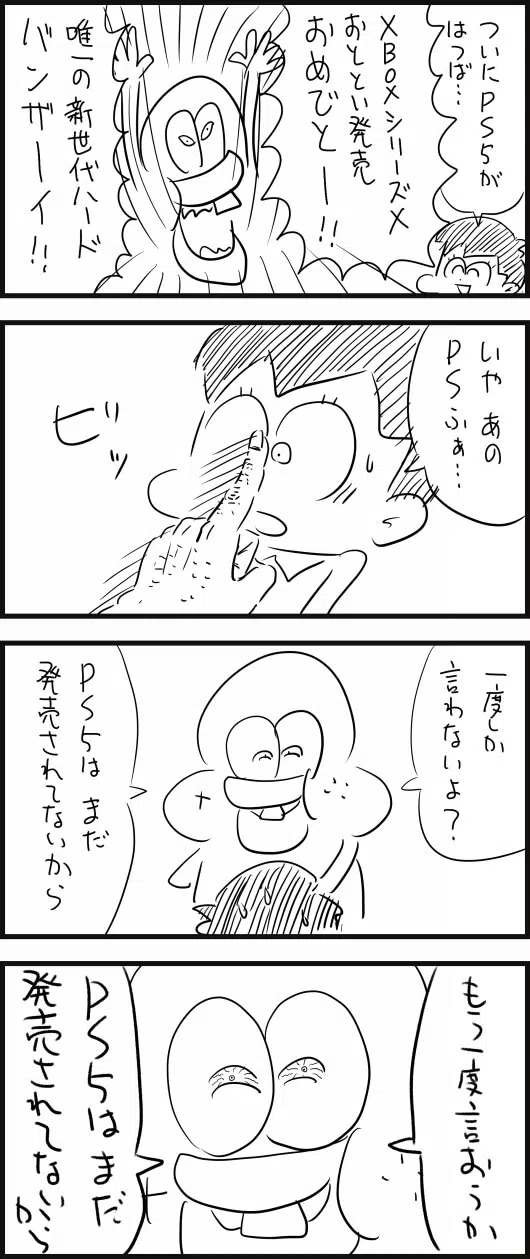 ついにPS5が
はつば…
XBOXシリーズX
おととい発売
おめでとー!!
唯一の新世代ハード
バンザーイ!!
いや あの
PSふぁ…
ビッ
一度しか
言わないよ?
PS5は まだ
発売されてないから
もう一度言おうか
PS5は まだ
発売されてないから